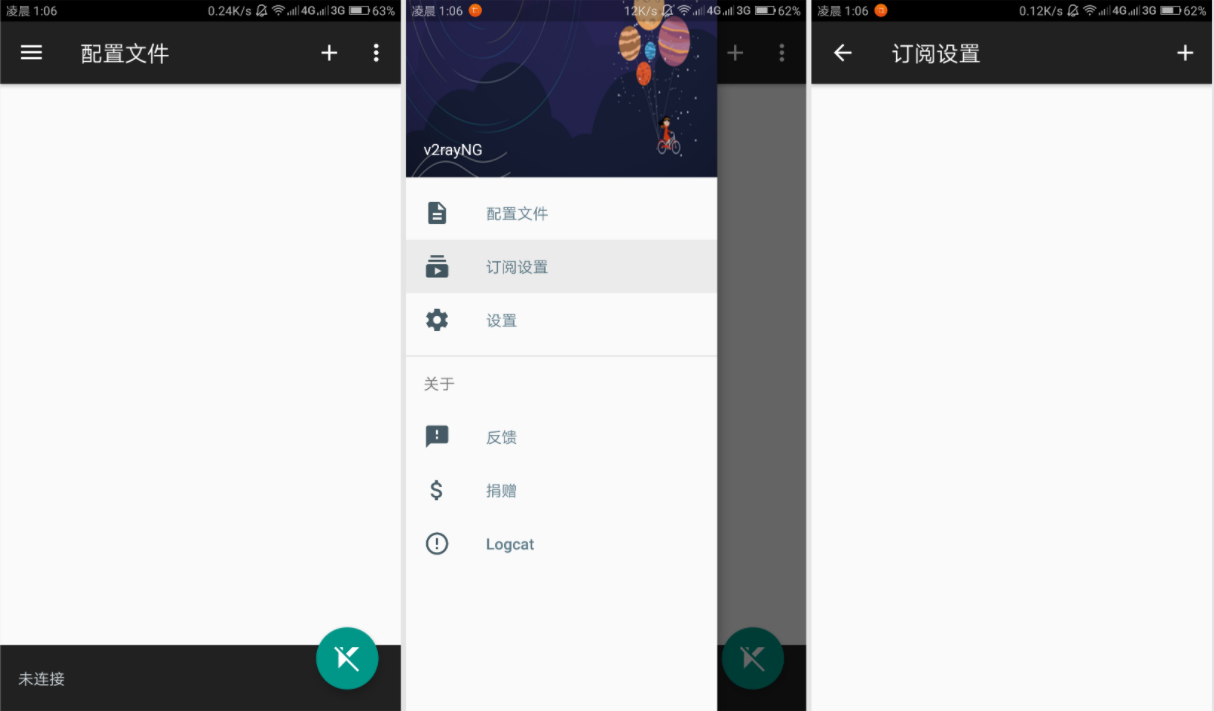 凌晨 1:06 0.24K/s 4G 3G 63%
配置文件
未连接
凌晨 1:06 12K/s 4G 3G 62%
v2rayNG
配置文件
订阅设置
设置
关于
反馈
捐赠
Logcat
凌晨 1:06 0.12K/s 4G 3G 62%
订阅设置